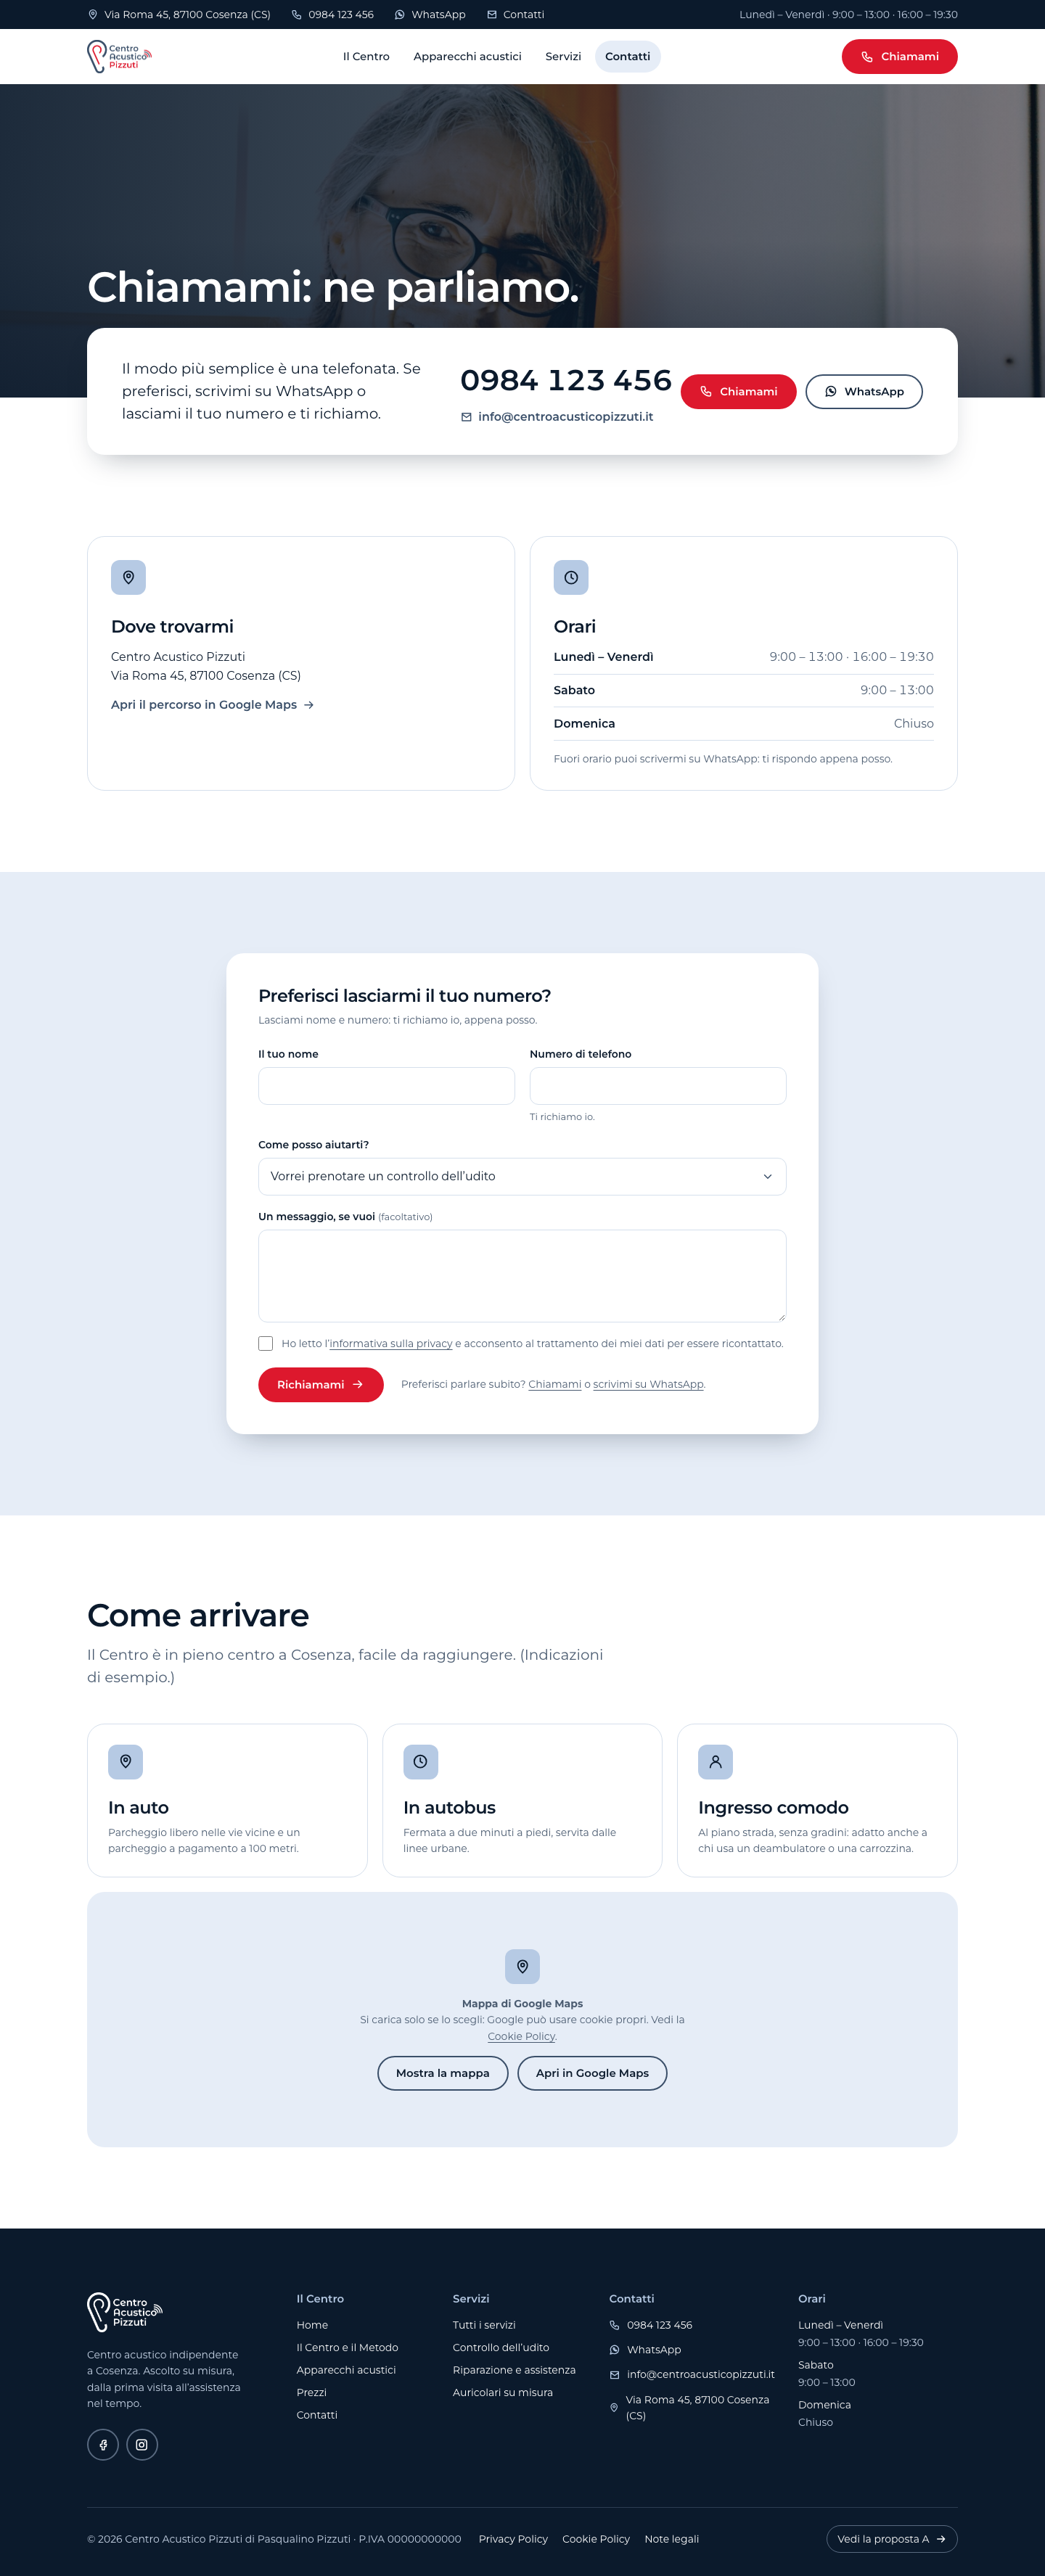 Via Roma 45, 87100 Cosenza (CS)
0984 123 456
WhatsApp
Contatti
Lunedì – Venerdì · 9:00 – 13:00 · 16:00 – 19:30
Centro
Acustico
Pizzuti
Il Centro
Apparecchi acustici
Servizi
Contatti
Chiamami
Chiamami: ne parliamo.
Il modo più semplice è una telefonata. Se
preferisci, scrivimi su WhatsApp o
lasciami il tuo numero e ti richiamo.
0984 123 456
info@centroacusticopizzuti.it
Chiamami
WhatsApp
Dove trovarmi
Centro Acustico Pizzuti
Via Roma 45, 87100 Cosenza (CS)
Apri il percorso in Google Maps →
Orari
Lunedì – Venerdì 9:00 – 13:00 · 16:00 – 19:30
Sabato 9:00 – 13:00
Domenica Chiuso
Fuori orario puoi scrivermi su WhatsApp: ti rispondo appena posso.
Preferisci lasciarmi il tuo numero?
Lasciami nome e numero: ti richiamo io, appena posso.
Il tuo nome
Numero di telefono
Ti richiamo io.
Come posso aiutarti?
Vorrei prenotare un controllo dell’udito
Un messaggio, se vuoi (facoltativo)
Ho letto l’informativa sulla privacy e acconsento al trattamento dei miei dati per essere ricontattato.
Richiamami →
Preferisci parlare subito? Chiamami o scrivimi su WhatsApp.
Come arrivare
Il Centro è in pieno centro a Cosenza, facile da raggiungere. (Indicazioni
di esempio.)
In auto
Parcheggio libero nelle vie vicine e un
parcheggio a pagamento a 100 metri.
In autobus
Fermata a due minuti a piedi, servita dalle
linee urbane.
Ingresso comodo
Al piano strada, senza gradini: adatto anche a
chi usa un deambulatore o una carrozzina.
Mappa di Google Maps
Si carica solo se lo scegli: Google può usare cookie propri. Vedi la
Cookie Policy.
Mostra la mappa
Apri in Google Maps
Centro
Acustico
Pizzuti
Centro acustico indipendente
a Cosenza. Ascolto su misura,
dalla prima visita all’assistenza
nel tempo.
Il Centro
Home
Il Centro e il Metodo
Apparecchi acustici
Prezzi
Contatti
Servizi
Tutti i servizi
Controllo dell’udito
Riparazione e assistenza
Auricolari su misura
Contatti
0984 123 456
WhatsApp
info@centroacusticopizzuti.it
Via Roma 45, 87100 Cosenza
(CS)
Orari
Lunedì – Venerdì
9:00 – 13:00 · 16:00 – 19:30
Sabato
9:00 – 13:00
Domenica
Chiuso
© 2026 Centro Acustico Pizzuti di Pasqualino Pizzuti · P.IVA 00000000000
Privacy Policy
Cookie Policy
Note legali
Vedi la proposta A →